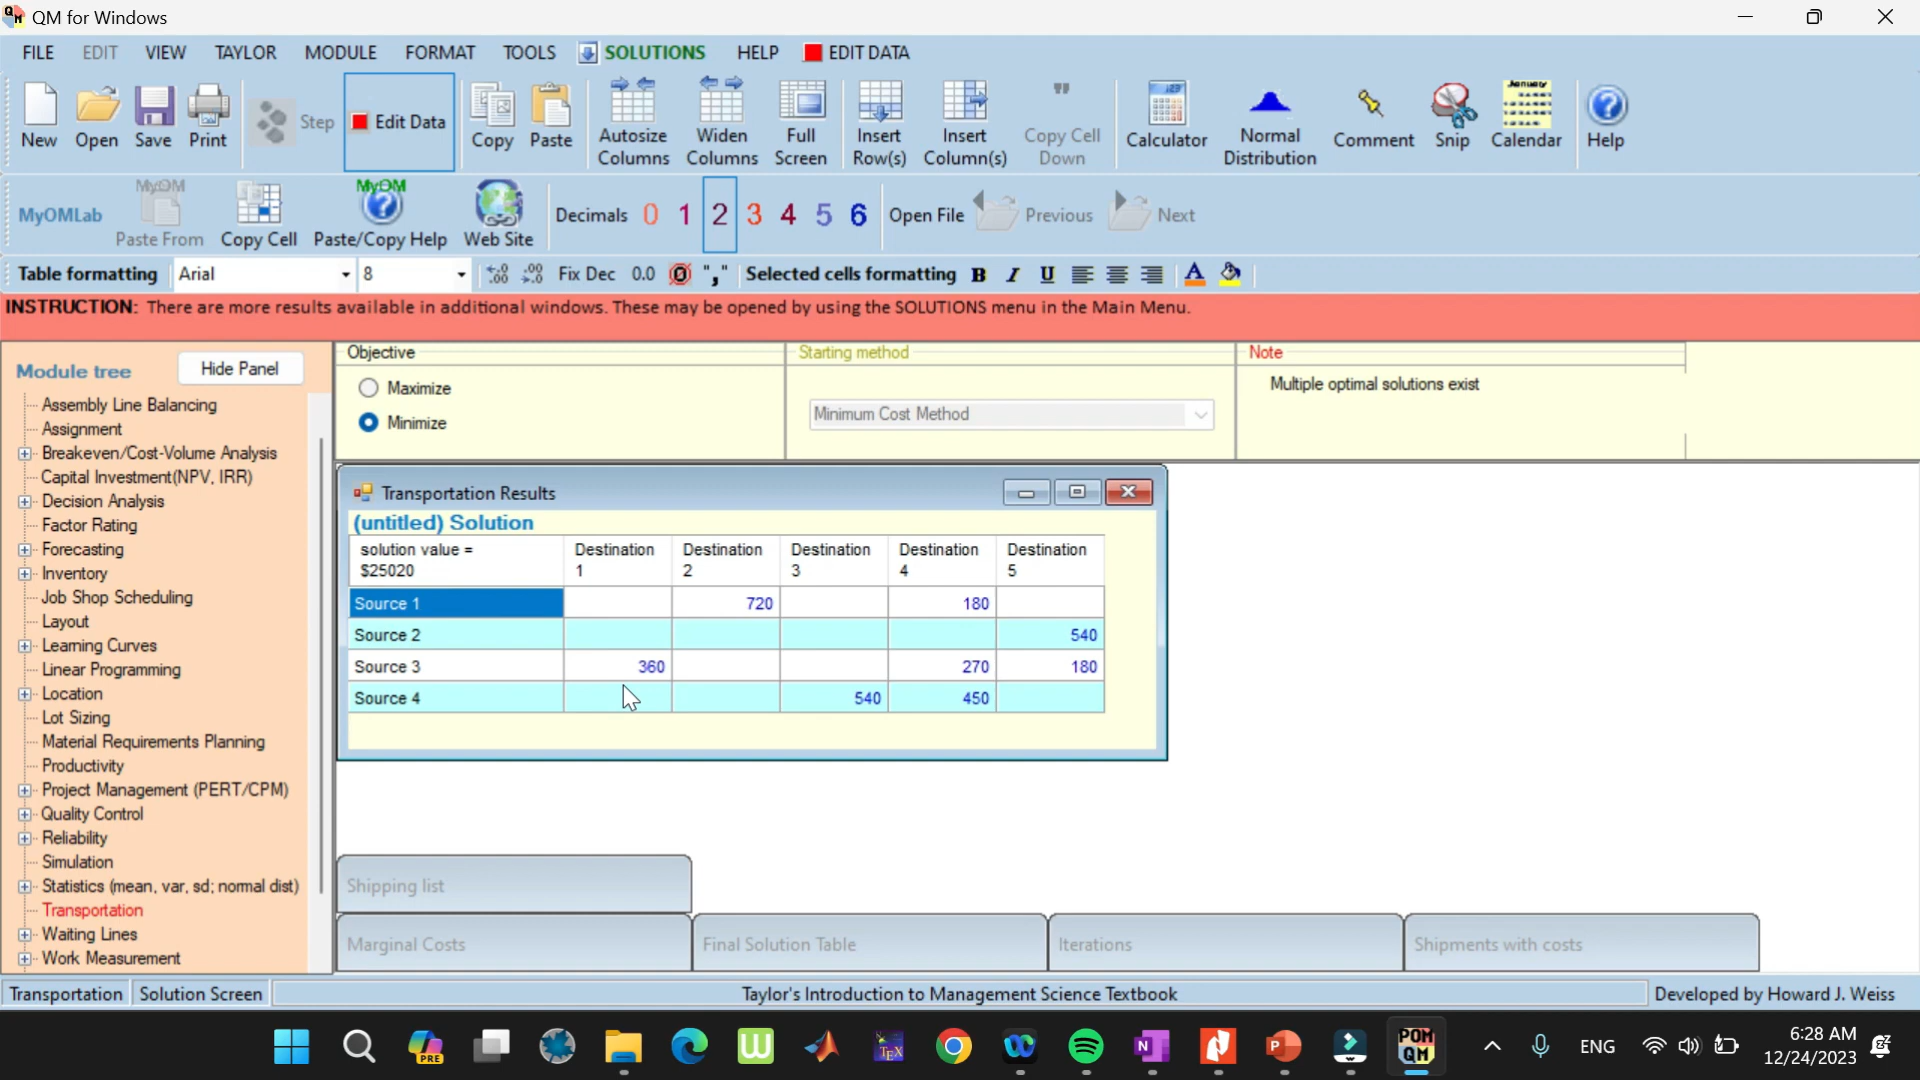 QM for Windows
FILE EDIT VIEW TAYLOR MODULE FORMAT TOOLS SOLUTIONS HELP EDIT DATA
New Open Save Print Step Edit Data Copy Paste Autosize Columns Widen Columns Full Screen Insert Row(s) Insert Column(s) Copy Cell Down Calculator Normal Distribution Comment Snip January Calendar Help
MyOMLab MyOM Paste From Copy Cell MyOM Paste/Copy Help Web Site Decimals 0 1 2 3 4 5 6 Open File Previous Next
Table formatting Arial 8 Fix Dec 0.0 0 "," Selected cells formatting B I U A
INSTRUCTION: There are more results available in additional windows. These may be opened by using the SOLUTIONS menu in the Main Menu.
Module tree Hide Panel
Assembly Line Balancing
Assignment
Breakeven/Cost-Volume Analysis
Capital Investment(NPV, IRR)
Decision Analysis
Factor Rating
Forecasting
Inventory
Job Shop Scheduling
Layout
Learning Curves
Linear Programming
Location
Lot Sizing
Material Requirements Planning
Productivity
Project Management (PERT/CPM)
Quality Control
Reliability
Simulation
Statistics (mean, var, sd; normal dist)
Transportation
Waiting Lines
Work Measurement
Objective
Maximize
Minimize
Starting method
Minimum Cost Method
Note
Multiple optimal solutions exist
Transportation Results
(untitled) Solution
solution value = $25020 Destination 1 Destination 2 Destination 3 Destination 4 Destination 5
Source 1 720 180
Source 2 540
Source 3 360 270 180
Source 4 540 450
Shipping list
Marginal Costs Final Solution Table Iterations Shipments with costs
Transportation Solution Screen Taylor's Introduction to Management Science Textbook Developed by Howard J. Weiss
PRE TEX N P POM QM ENG 6:28 AM
12/24/2023